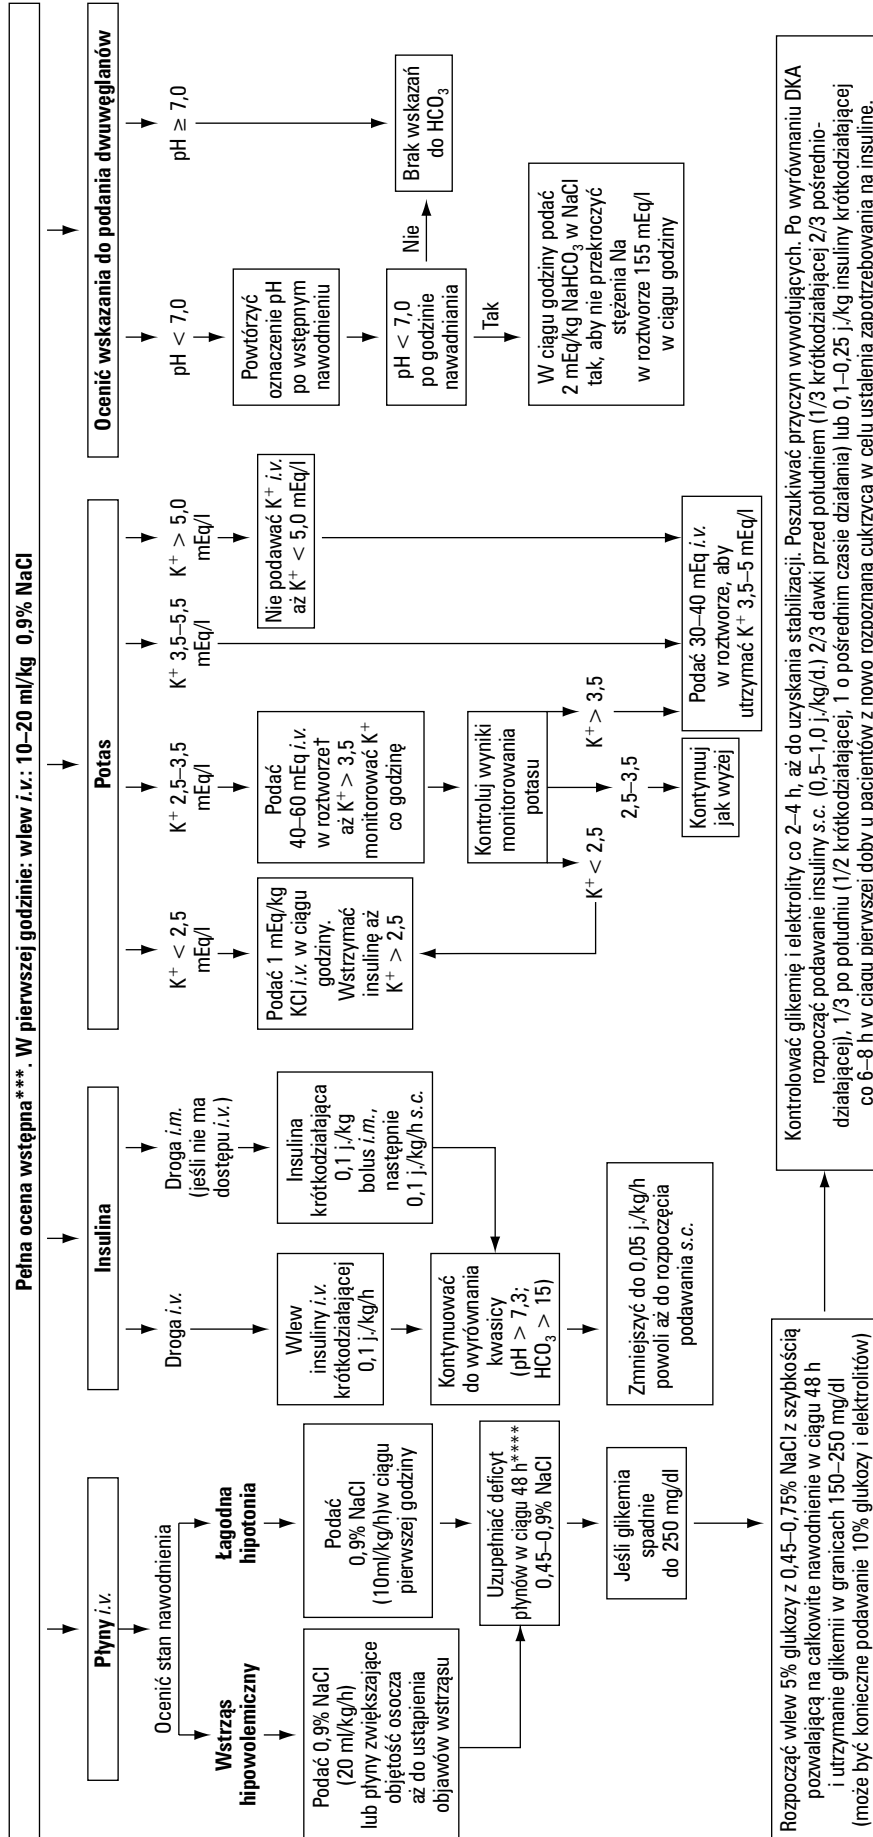 Pełna ocena wstępna***. W pierwszej godzinie: wlew i.v.: 10–20 ml/kg 0,9% NaCl
Płyny i.v.
Ocenić stan nawodnienia
Wstrząs
hipowolemiczny
Podać 0,9% NaCl
(20 ml/kg/h)
lub płyny zwiększające
objętość osocza
aż do ustąpienia
objawów wstrząsu
Łagodna
hipotonia
Podać
0,9% NaCl
(10ml/kg/h)w ciągu
pierwszej godziny
Uzupełniać deficyt
płynów w ciągu 48 h****
0,45–0,9% NaCl
Jeśli glikemia
spadnie
do 250 mg/dl
Rozpocząć wlew 5% glukozy z 0,45–0,75% NaCl z szybkością
pozwalającą na całkowite nawodnienie w ciągu 48 h
i utrzymanie glikemii w granicach 150–250 mg/dl
(może być konieczne podawanie 10% glukozy i elektrolitów)
Insulina
Droga i.v.
Wlew
insuliny i.v.
krótkodziałającej
0,1 j./kg/h
Droga i.m.
(jeśli nie ma
dostępu i.v.)
Insulina
krótkodziałająca
0,1 j./kg
bolus i.m.,
następnie
0,1 j./kg/h s.c.
Kontynuować
do wyrównania
kwasicy
(pH > 7,3;
HCO₃ > 15)
Zmniejszyć do 0,05 j./kg/h
powoli aż do rozpoczęcia
podawania s.c.
Potas
K⁺ < 2,5
mEq/l
Podać 1 mEq/kg
KCl i.v. w ciągu
godziny.
Wstrzymać
insulinę aż
K⁺ > 2,5
K⁺ 2,5–3,5
mEq/l
Podać
40–60 mEq i.v.
w roztworze†
aż K⁺ > 3,5
monitorować K⁺
co godzinę
Kontroluj wyniki
monitorowania
potasu
K⁺ < 2,5
2,5–3,5
K⁺ > 3,5
Kontynuuj
jak wyżej
K⁺ 3,5–5,5
mEq/l
K⁺ > 5,0
mEq/l
Nie podawać K⁺ i.v.
aż K⁺ < 5,0 mEq/l
Podać 30–40 mEq i.v.
w roztworze, aby
utrzymać K⁺ 3,5–5 mEq/l
Ocenić wskazania do podania dwuwęglanów
pH < 7,0
Powtórzyć
oznaczenie pH
po wstępnym
nawodnieniu
pH < 7,0
po godzinie
nawadniania
Nie
Tak
pH ≥ 7,0
Brak wskazań
do HCO₃
W ciągu godziny podać
2 mEq/kg NaHCO₃ w NaCl
tak, aby nie przekroczyć
stężenia Na
w roztworze 155 mEq/l
w ciągu godziny
Kontrolować glikemię i elektrolity co 2–4 h, aż do uzyskania stabilizacji. Poszukiwać przyczyn wywołujących. Po wyrównaniu DKA
rozpocząć podawanie insuliny s.c. (0,5–1,0 j./kg/d.) 2/3 dawki przed południem (1/3 krótkodziałającej 2/3 pośrednio-
działającej), 1/3 po południu (1/2 krótkodziałającej, 1 o pośrednim czasie działania) lub 0,1–0,25 j./kg insuliny krótkodziałającej
co 6–8 h w ciągu pierwszej doby u pacjentów z nowo rozpoznaną cukrzycą w celu ustalenia zapotrzebowania na insulinę.